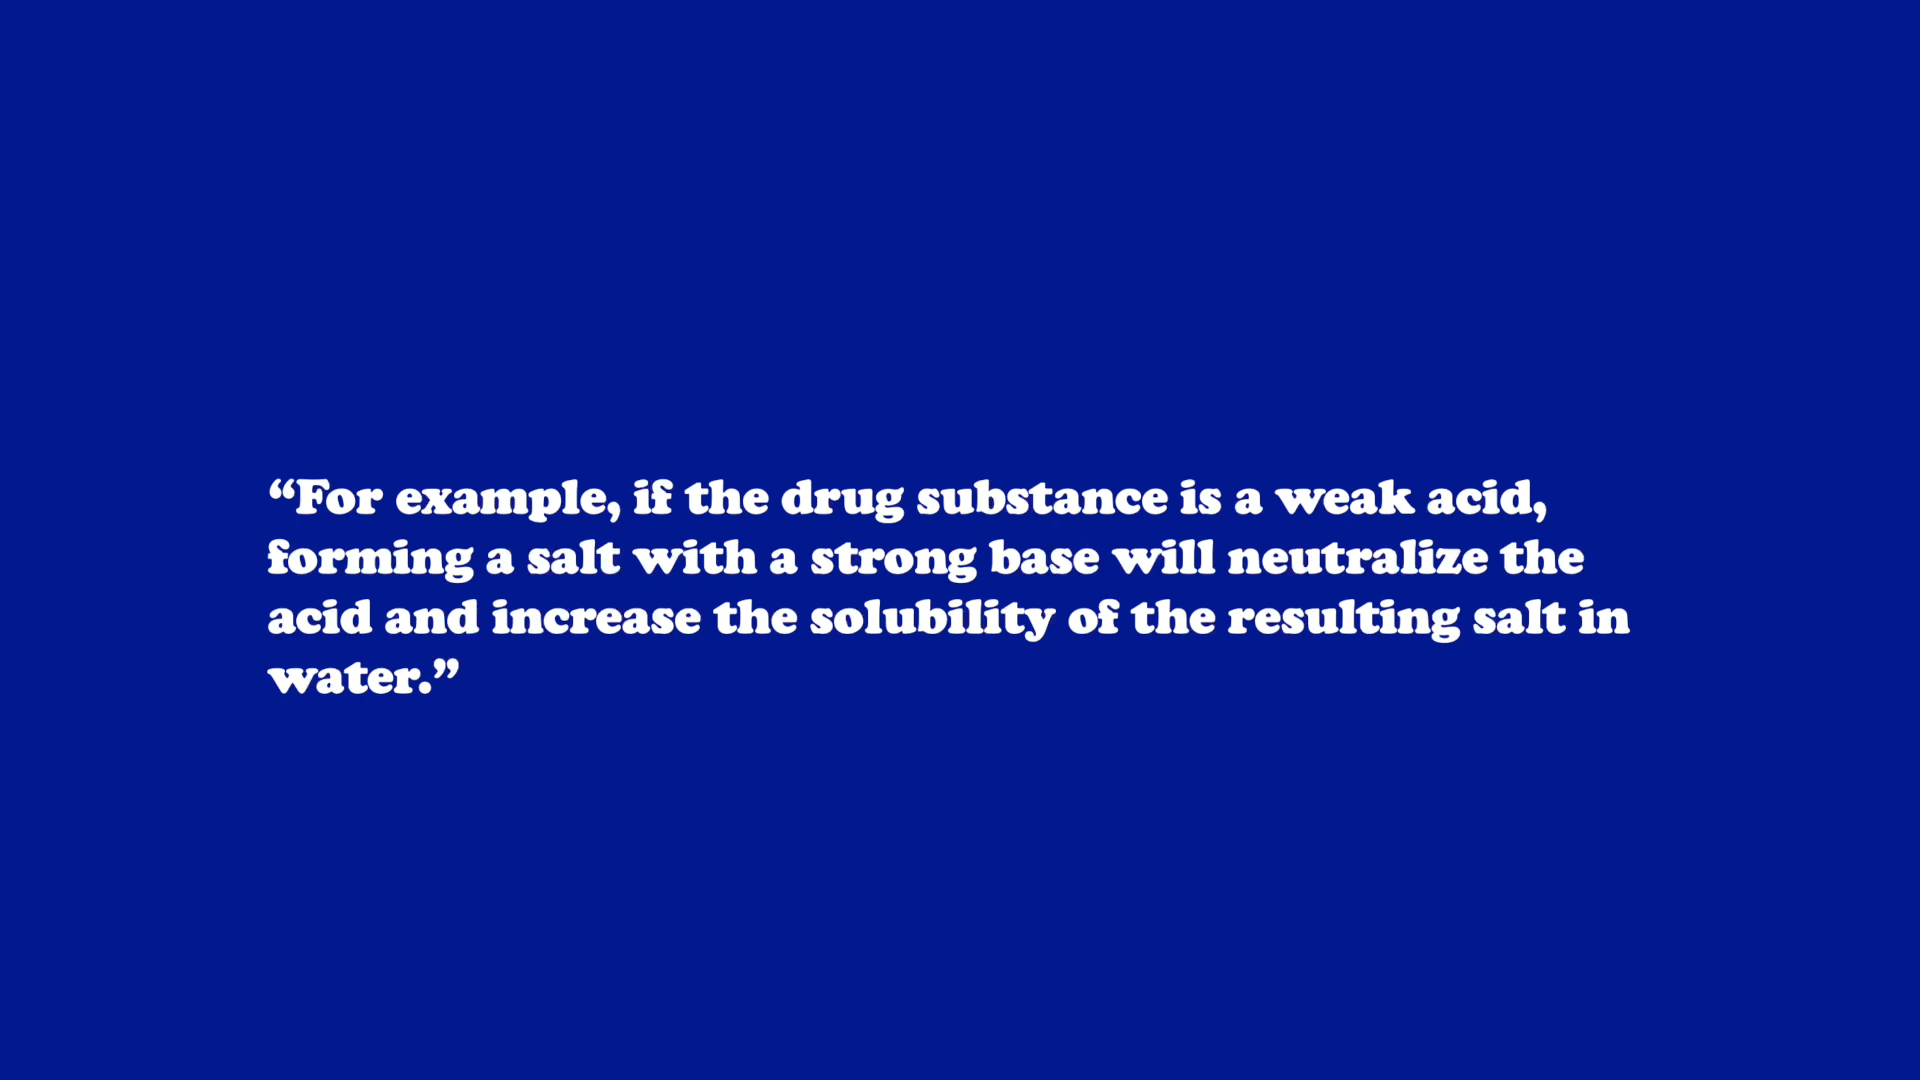 “For example, if the drug substance is a weak acid,
forming a salt with a strong base will neutralize the
acid and increase the solubility of the resulting salt in
water.”